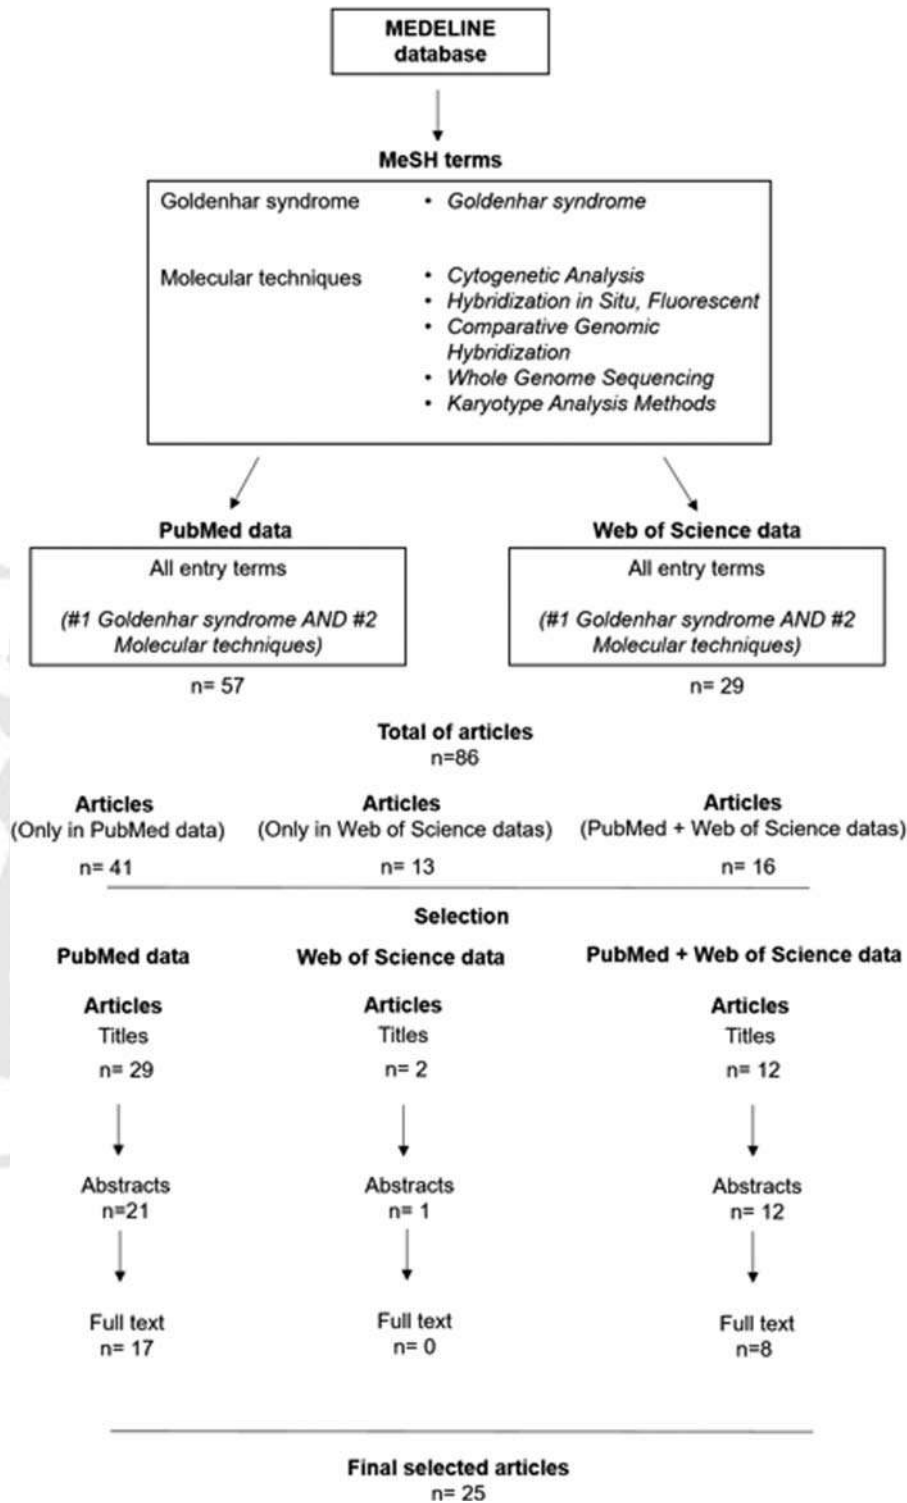 MEDELINE
database
MeSH terms
Goldenhar syndrome • Goldenhar syndrome
Molecular techniques • Cytogenetic Analysis
• Hybridization in Situ, Fluorescent
• Comparative Genomic
Hybridization
• Whole Genome Sequencing
• Karyotype Analysis Methods
PubMed data Web of Science data
All entry terms All entry terms
(#1 Goldenhar syndrome AND #2 (#1 Goldenhar syndrome AND #2
Molecular techniques) Molecular techniques)
n= 57 n= 29
Total of articles
n=86
Articles Articles Articles
(Only in PubMed data) (Only in Web of Science datas) (PubMed + Web of Science datas)
n= 41 n= 13 n= 16
Selection
PubMed data Web of Science data PubMed + Web of Science data
Articles Articles Articles
Titles Titles Titles
n= 29 n= 2 n= 12
Abstracts Abstracts Abstracts
n=21 n= 1 n= 12
Full text Full text Full text
n= 17 n= 0 n=8
Final selected articles
n= 25